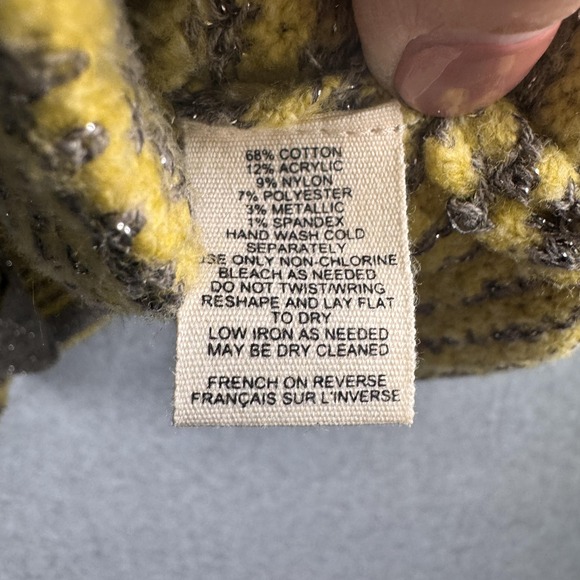 68% COTTON
12% ACRYLIC
9% NYLON
7% POLYESTER
3% METALLIC
1% SPANDEX
HAND WASH COLD
SEPARATELY
USE ONLY NON-CHLORINE
BLEACH AS NEEDED
DO NOT TWIST/WRING
RESHAPE AND LAY FLAT
TO DRY
LOW IRON AS NEEDED
MAY BE DRY CLEANED
FRENCH ON REVERSE
FRANÇAIS SUR L'INVERSE